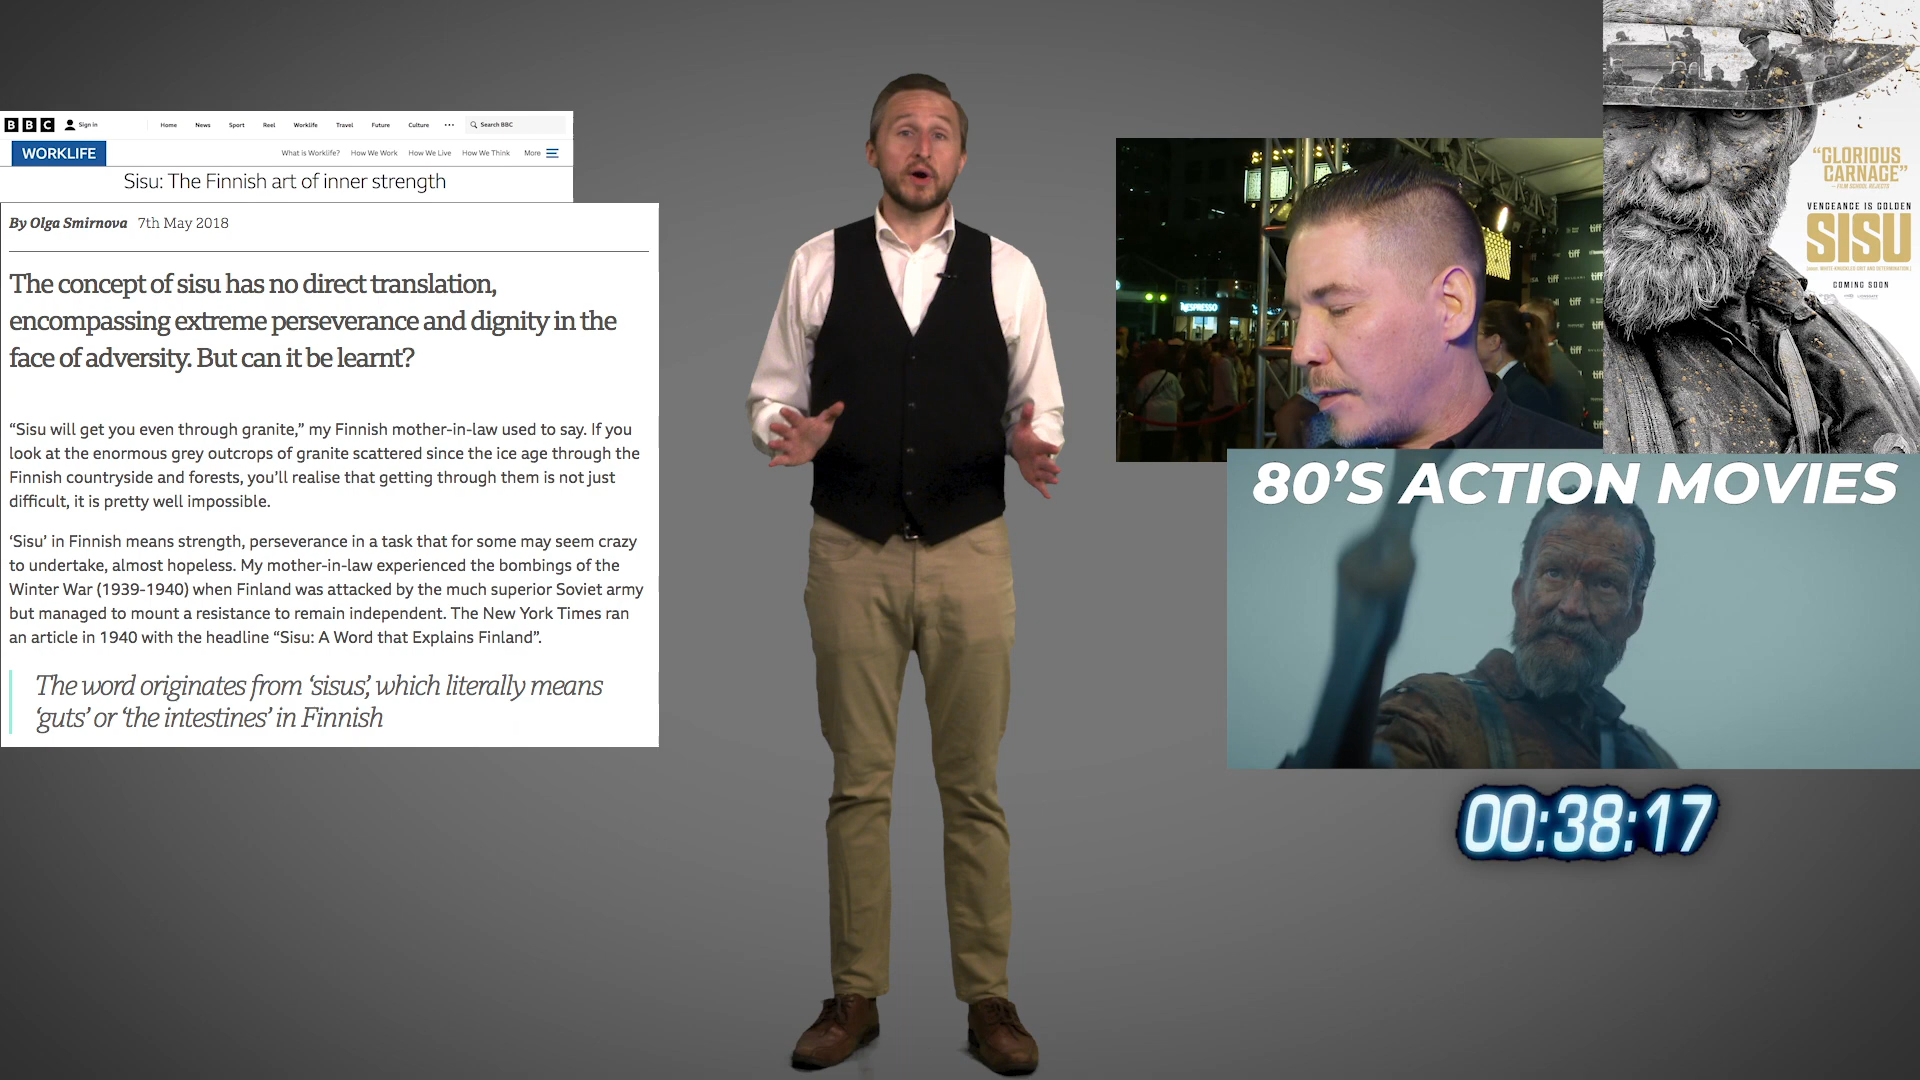 BBC
Sign in
Home News Sport Reel Worklife Travel Future Culture ••• Search BBC
WORKLIFE
What is Worklife? How We Work How We Live How We Think More
Sisu: The Finnish art of inner strength
By Olga Smirnova 7th May 2018
The concept of sisu has no direct translation,
encompassing extreme perseverance and dignity in the
face of adversity. But can it be learnt?
“Sisu will get you even through granite,” my Finnish mother-in-law used to say. If you
look at the enormous grey outcrops of granite scattered since the ice age through the
Finnish countryside and forests, you’ll realise that getting through them is not just
difficult, it is pretty well impossible.
‘Sisu’ in Finnish means strength, perseverance in a task that for some may seem crazy
to undertake, almost hopeless. My mother-in-law experienced the bombings of the
Winter War (1939-1940) when Finland was attacked by the much superior Soviet army
but managed to mount a resistance to remain independent. The New York Times ran
an article in 1940 with the headline “Sisu: A Word that Explains Finland”.
The word originates from ‘sisus’, which literally means
‘guts’ or ‘the intestines’ in Finnish
NESPRESSO
tiff
tiff
tiff
tiff
tiff
“GLORIOUS
CARNAGE”
– FILM SCHOOL REJECTS
VENGEANCE IS GOLDEN
SISU
COMING SOON
LIONSGATE
80’S ACTION MOVIES
00:38:17